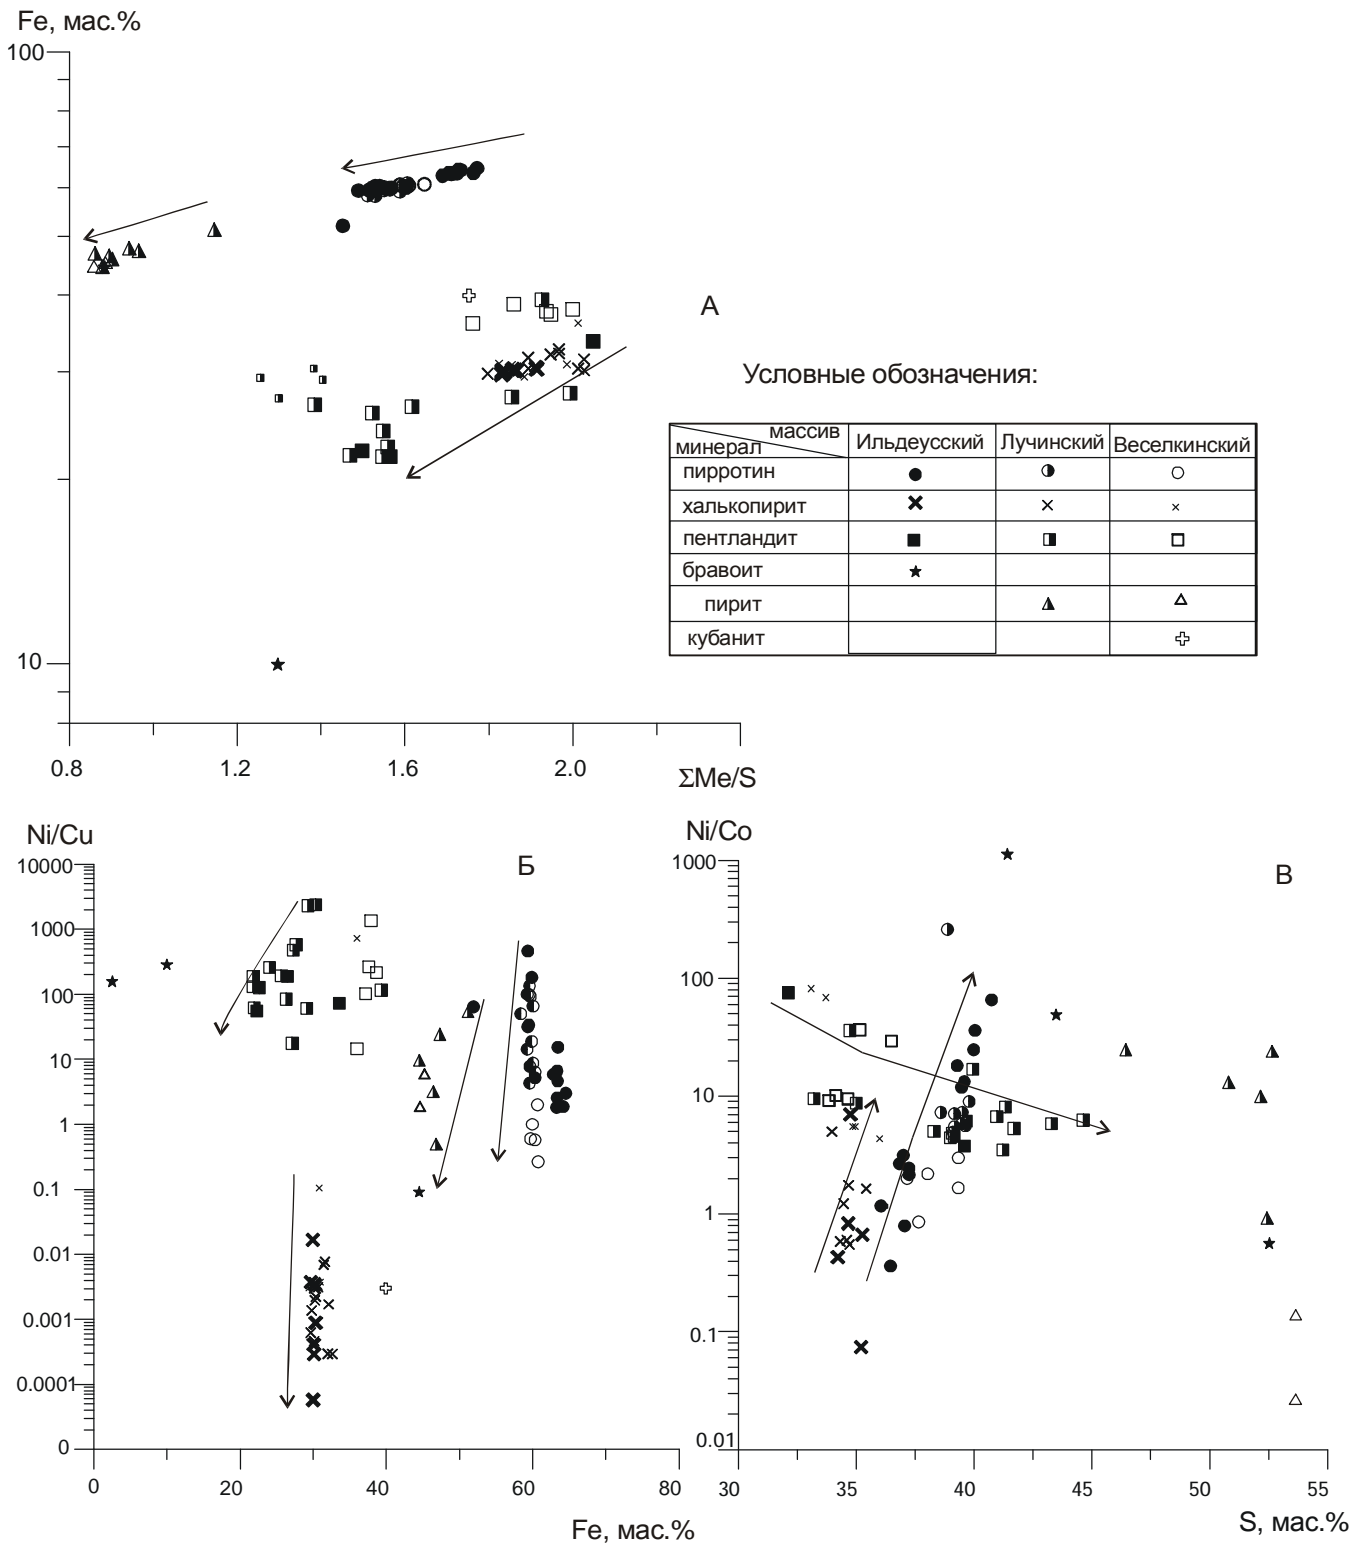 Fe, мас.%
100
10
0.8 1.2 1.6 2.0
ΣMe/S
А
Условные обозначения:
массив
минерал
Ильдеусский Лучинский Веселкинский
пирротин
халькопирит
пентландит
бравоит
пирит
кубанит
Ni/Cu
Б
10000
1000
100
10
1
0.1
0.01
0.001
0.0001
0
0 20 40 60 80
Fe, мас.%
Ni/Co
В
1000
100
10
1
0.1
0.01
30 35 40 45 50 55
S, мас.%